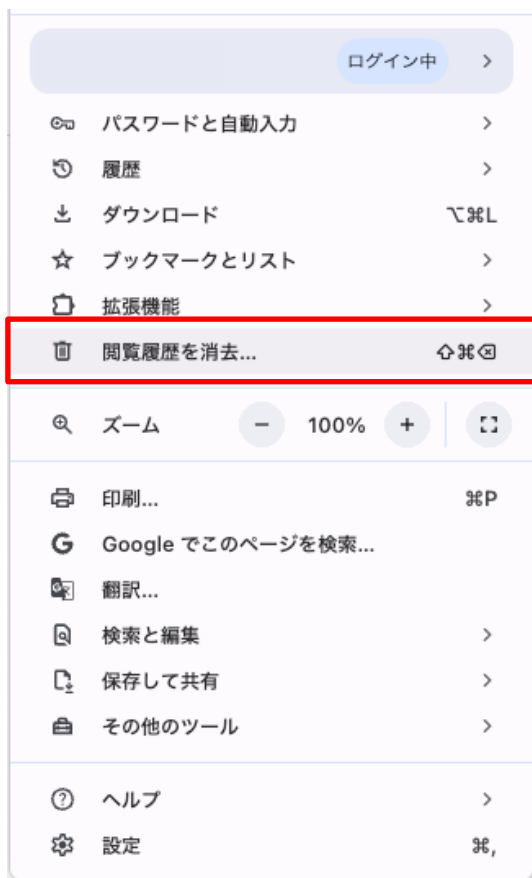 ログイン中
パスワードと自動入力
履歴
ダウンロード ⌥⌘L
ブックマークとリスト
拡張機能
閲覧履歴を消去... ⇧⌘⌫
ズーム − 100% +
印刷... ⌘P
Google でこのページを検索...
翻訳...
検索と編集
保存して共有
その他のツール
ヘルプ
設定 ⌘,